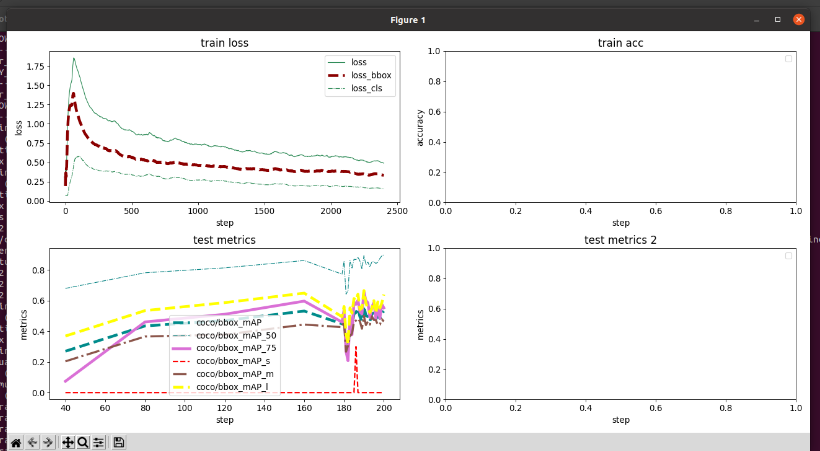 Figure 1
train loss
loss
loss_bbox
loss_cls
1.75
1.50
1.25
1.00
0.75
0.50
0.25
0.00
loss
0
500
1000
1500
2000
2500
step
train acc
1.0
0.8
0.6
0.4
0.2
0.0
accuracy
0.0
0.2
0.4
0.6
0.8
1.0
step
test metrics
0.8
0.6
0.4
0.2
0.0
metrics
coco/bbox_mAP
coco/bbox_mAP_50
coco/bbox_mAP_75
coco/bbox_mAP_s
coco/bbox_mAP_m
coco/bbox_mAP_l
40
60
80
100
120
140
160
180
200
step
test metrics 2
1.0
0.8
0.6
0.4
0.2
0.0
metrics
0.0
0.2
0.4
0.6
0.8
1.0
step